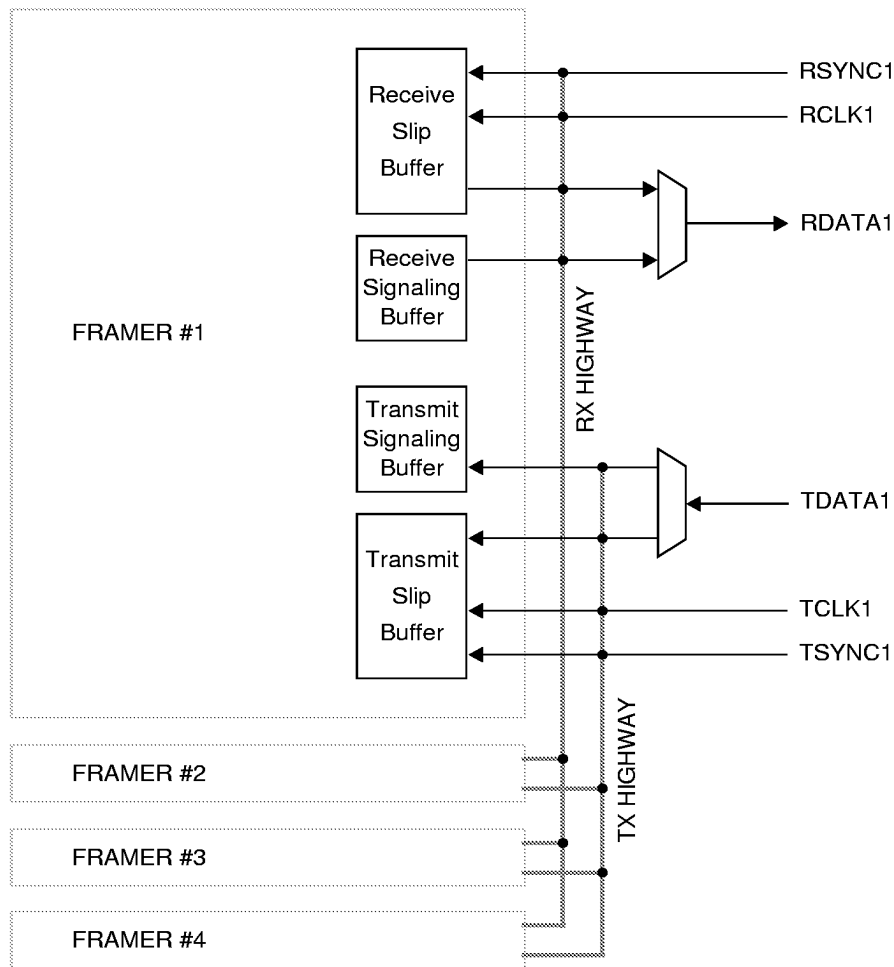 RSYNC1
Receive
Slip
Buffer
RCLK1
RDATA1
Receive
Signaling
Buffer
FRAMER #1
RX HIGHWAY
Transmit
Signaling
Buffer
TDATA1
Transmit
Slip
Buffer
TCLK1
TSYNC1
TX HIGHWAY
FRAMER #2
FRAMER #3
FRAMER #4